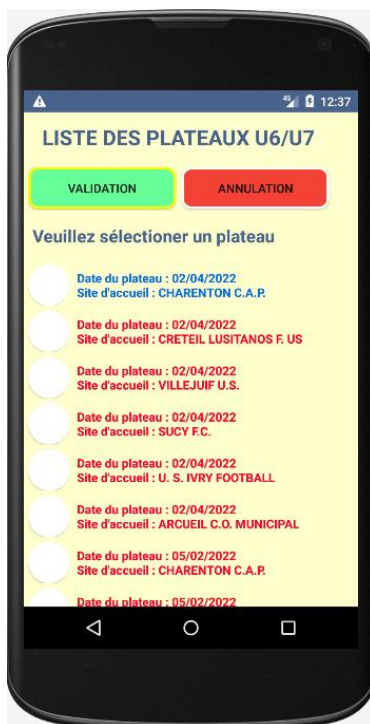 4G 12:37
LISTE DES PLATEAUX U6/U7
VALIDATION ANNULATION
Veuillez sélectioner un plateau
Date du plateau : 02/04/2022
Site d'accueil : CHARENTON C.A.P.
Date du plateau : 02/04/2022
Site d'accueil : CRETEIL LUSITANOS F. US
Date du plateau : 02/04/2022
Site d'accueil : VILLEJUIF U.S.
Date du plateau : 02/04/2022
Site d'accueil : SUCY F.C.
Date du plateau : 02/04/2022
Site d'accueil : U. S. IVRY FOOTBALL
Date du plateau : 02/04/2022
Site d'accueil : ARCUEIL C.O. MUNICIPAL
Date du plateau : 05/02/2022
Site d'accueil : CHARENTON C.A.P.
Date du plateau : 05/02/2022